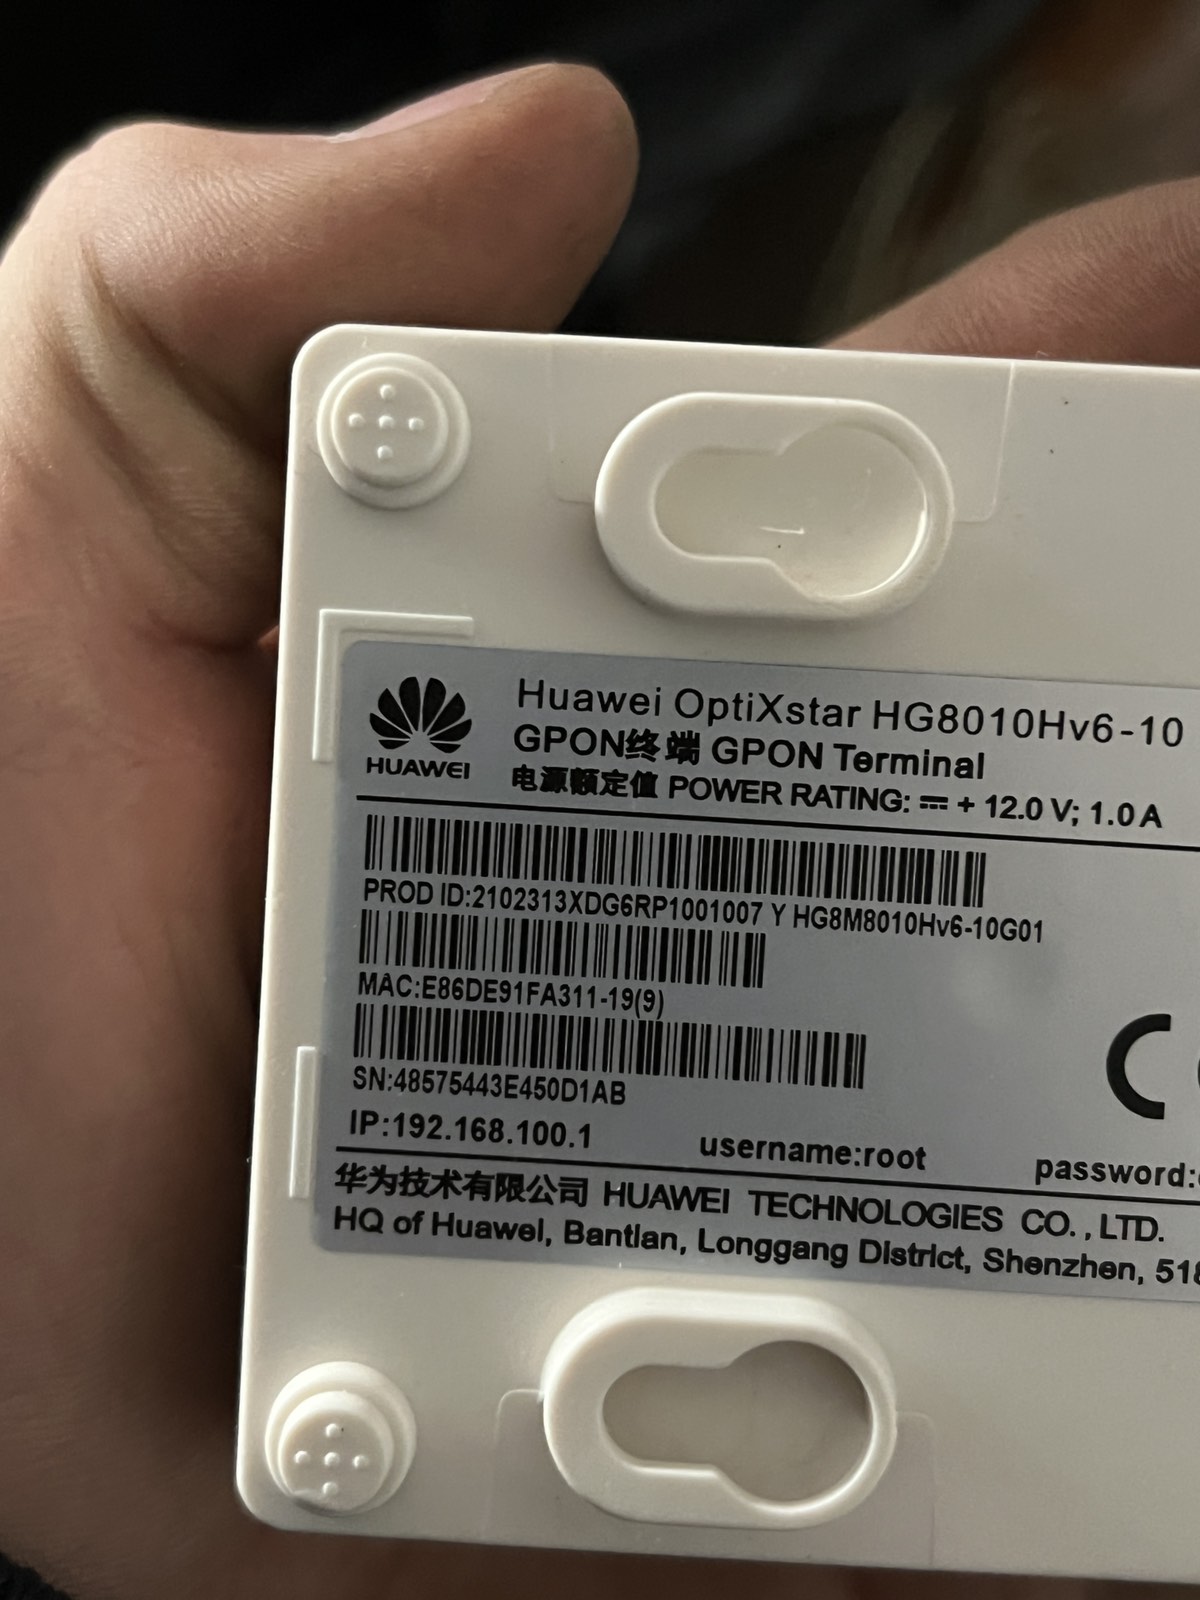 HUAWEI
Huawei OptiXstar HG8010Hv6-10
GPON终端 GPON Terminal
电源额定值 POWER RATING: ⎓ + 12.0 V; 1.0 A
PROD ID:2102313XDG6RP1001007 Y HG8M8010Hv6-10G01
MAC:E86DE91FA311-19(9)
SN:48575443E450D1AB
IP:192.168.100.1 username:root password:
华为技术有限公司 HUAWEI TECHNOLOGIES CO., LTD.
HQ of Huawei, Bantian, Longgang District, Shenzhen,